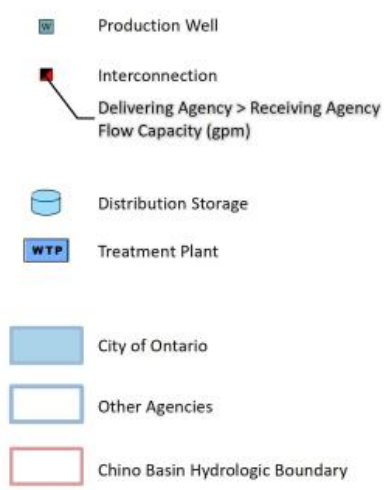 W Production Well
Interconnection
Delivering Agency > Receiving Agency
Flow Capacity (gpm)
Distribution Storage
WTP Treatment Plant
City of Ontario
Other Agencies
Chino Basin Hydrologic Boundary